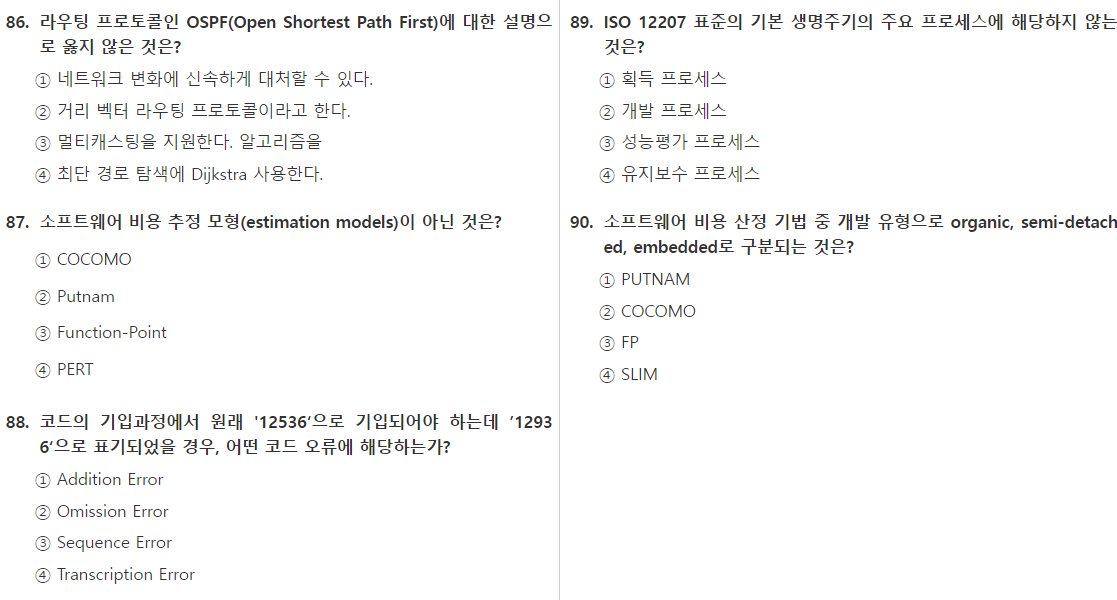 86. 라우팅 프로토콜인 OSPF(Open Shortest Path First)에 대한 설명으
로 옳지 않은 것은?
① 네트워크 변화에 신속하게 대처할 수 있다.
② 거리 벡터 라우팅 프로토콜이라고 한다.
③ 멀티캐스팅을 지원한다. 알고리즘을
④ 최단 경로 탐색에 Dijkstra 사용한다.
87. 소프트웨어 비용 추정 모형(estimation models)이 아닌 것은?
① COCOMO
② Putnam
③ Function-Point
④ PERT
88. 코드의 기입과정에서 원래 '12536‘으로 기입되어야 하는데 ’1293
6‘으로 표기되었을 경우, 어떤 코드 오류에 해당하는가?
① Addition Error
② Omission Error
③ Sequence Error
④ Transcription Error
89. ISO 12207 표준의 기본 생명주기의 주요 프로세스에 해당하지 않는
것은?
① 획득 프로세스
② 개발 프로세스
③ 성능평가 프로세스
④ 유지보수 프로세스
90. 소프트웨어 비용 산정 기법 중 개발 유형으로 organic, semi-detach
ed, embedded로 구분되는 것은?
① PUTNAM
② COCOMO
③ FP
④ SLIM